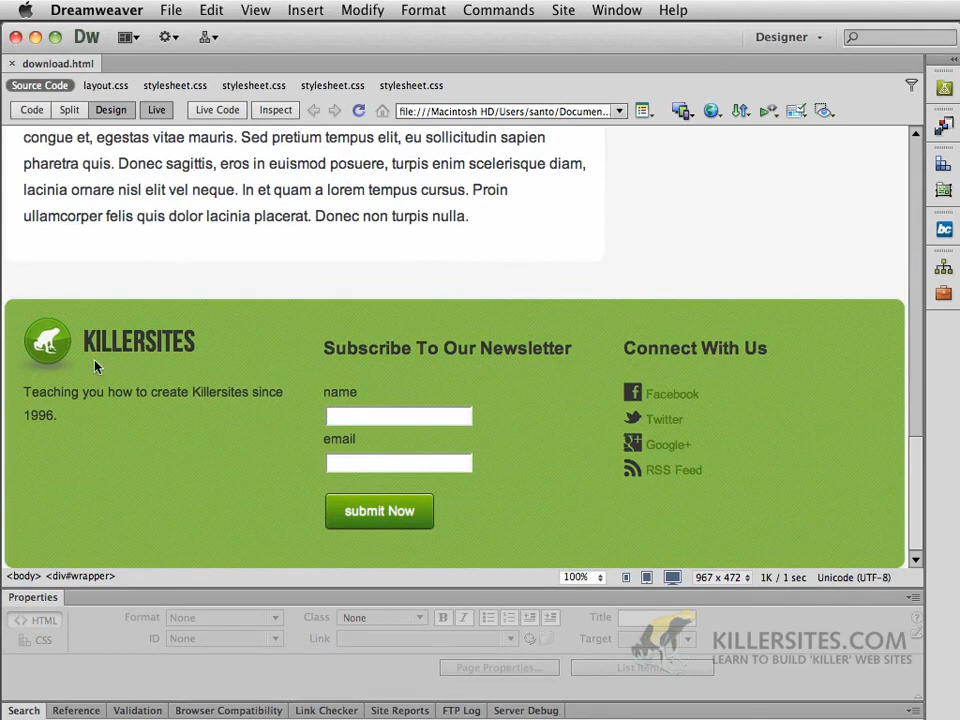 Dreamweaver File Edit View Insert Modify Format Commands Site Window Help
Dw Designer
download.html
Source Code layout.css stylesheet.css stylesheet.css stylesheet.css stylesheet.css
Code Split Design Live Live Code Inspect file:///Macintosh HD/Users/santo/Documen...
congue et, egestas vitae mauris. Sed pretium tempus elit, eu sollicitudin sapien
pharetra quis. Donec sagittis, eros in euismod posuere, turpis enim scelerisque diam,
lacinia ornare nisl elit vel neque. In et quam a lorem tempus cursus. Proin
ullamcorper felis quis dolor lacinia placerat. Donec non turpis nulla.
bc
KILLERSITES
Teaching you how to create Killersites since
1996.
Subscribe To Our Newsletter
name
email
submit Now
Connect With Us
Facebook
Twitter
Google+
RSS Feed
<body> <div#wrapper> 100% 967 x 472 1K / 1 sec Unicode (UTF-8)
Properties
<> HTML Format None Class None B I Title
CSS ID None Link Target
Page Properties... List Item...
KILLERSITES.COM
LEARN TO BUILD 'KILLER' WEB SITES
Search Reference Validation Browser Compatibility Link Checker Site Reports FTP Log Server Debug